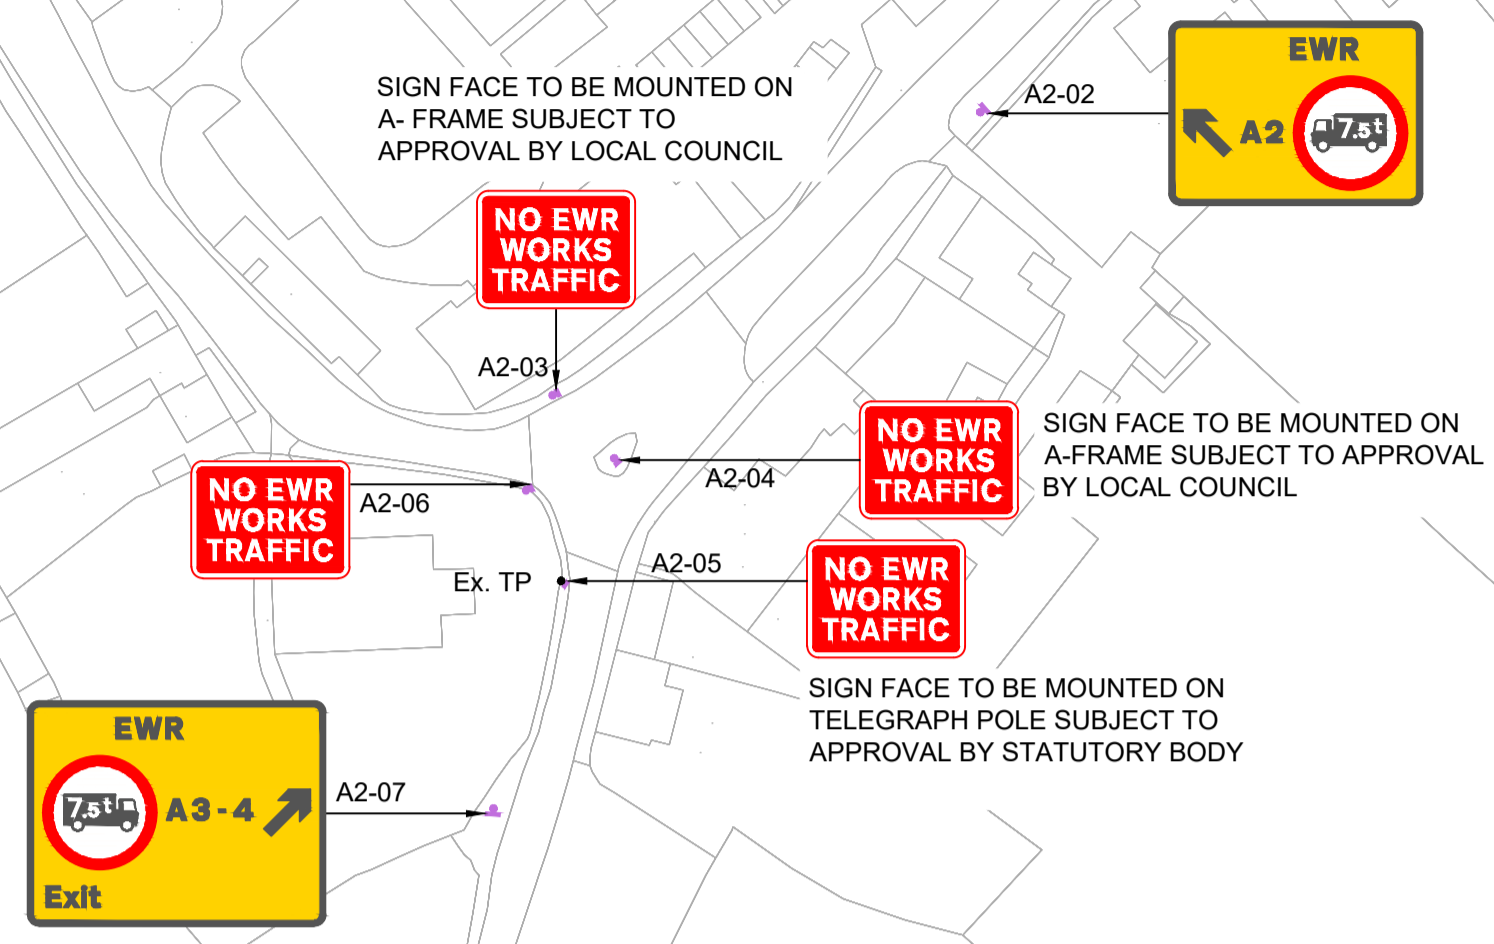 SIGN FACE TO BE MOUNTED ON
A- FRAME SUBJECT TO
APPROVAL BY LOCAL COUNCIL
EWR
A2
7.5t
A2-02
NO EWR
WORKS
TRAFFIC
A2-03
NO EWR
WORKS
TRAFFIC
A2-04
SIGN FACE TO BE MOUNTED ON
A-FRAME SUBJECT TO APPROVAL
BY LOCAL COUNCIL
NO EWR
WORKS
TRAFFIC
A2-06
Ex. TP
A2-05
NO EWR
WORKS
TRAFFIC
SIGN FACE TO BE MOUNTED ON
TELEGRAPH POLE SUBJECT TO
APPROVAL BY STATUTORY BODY
EWR
7.5t
A3-4
Exit
A2-07